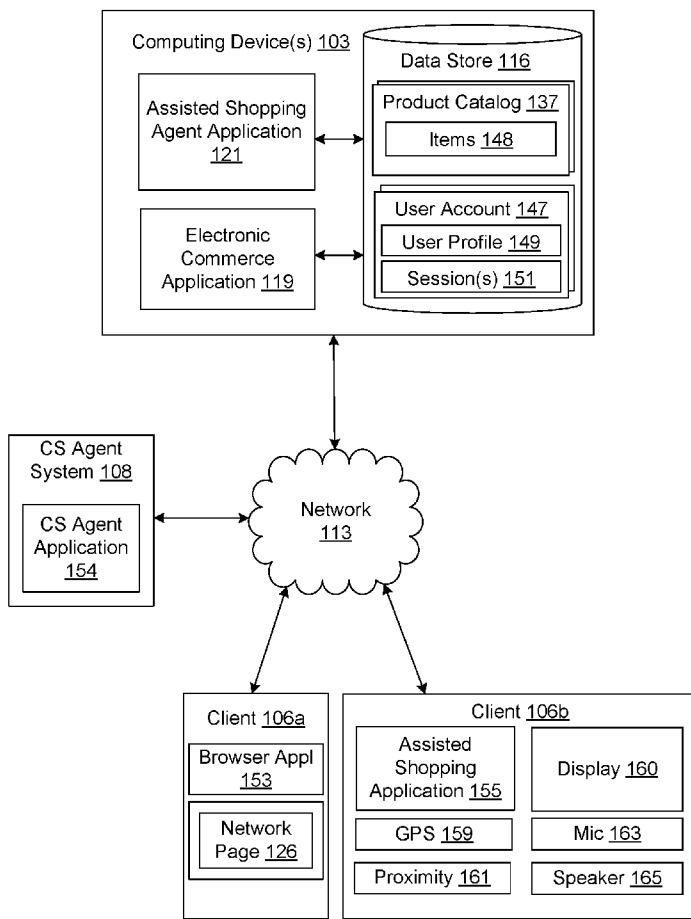 Computing Device(s) 103
Data Store 116
Assisted Shopping
Agent Application
121
Product Catalog 137
Items 148
Electronic
Commerce
Application 119
User Account 147
User Profile 149
Session(s) 151
CS Agent
System 108
CS Agent
Application
154
Network
113
Client 106a
Browser Appl
153
Network
Page 126
Client 106b
Assisted
Shopping
Application 155
Display 160
GPS 159
Mic 163
Proximity 161
Speaker 165